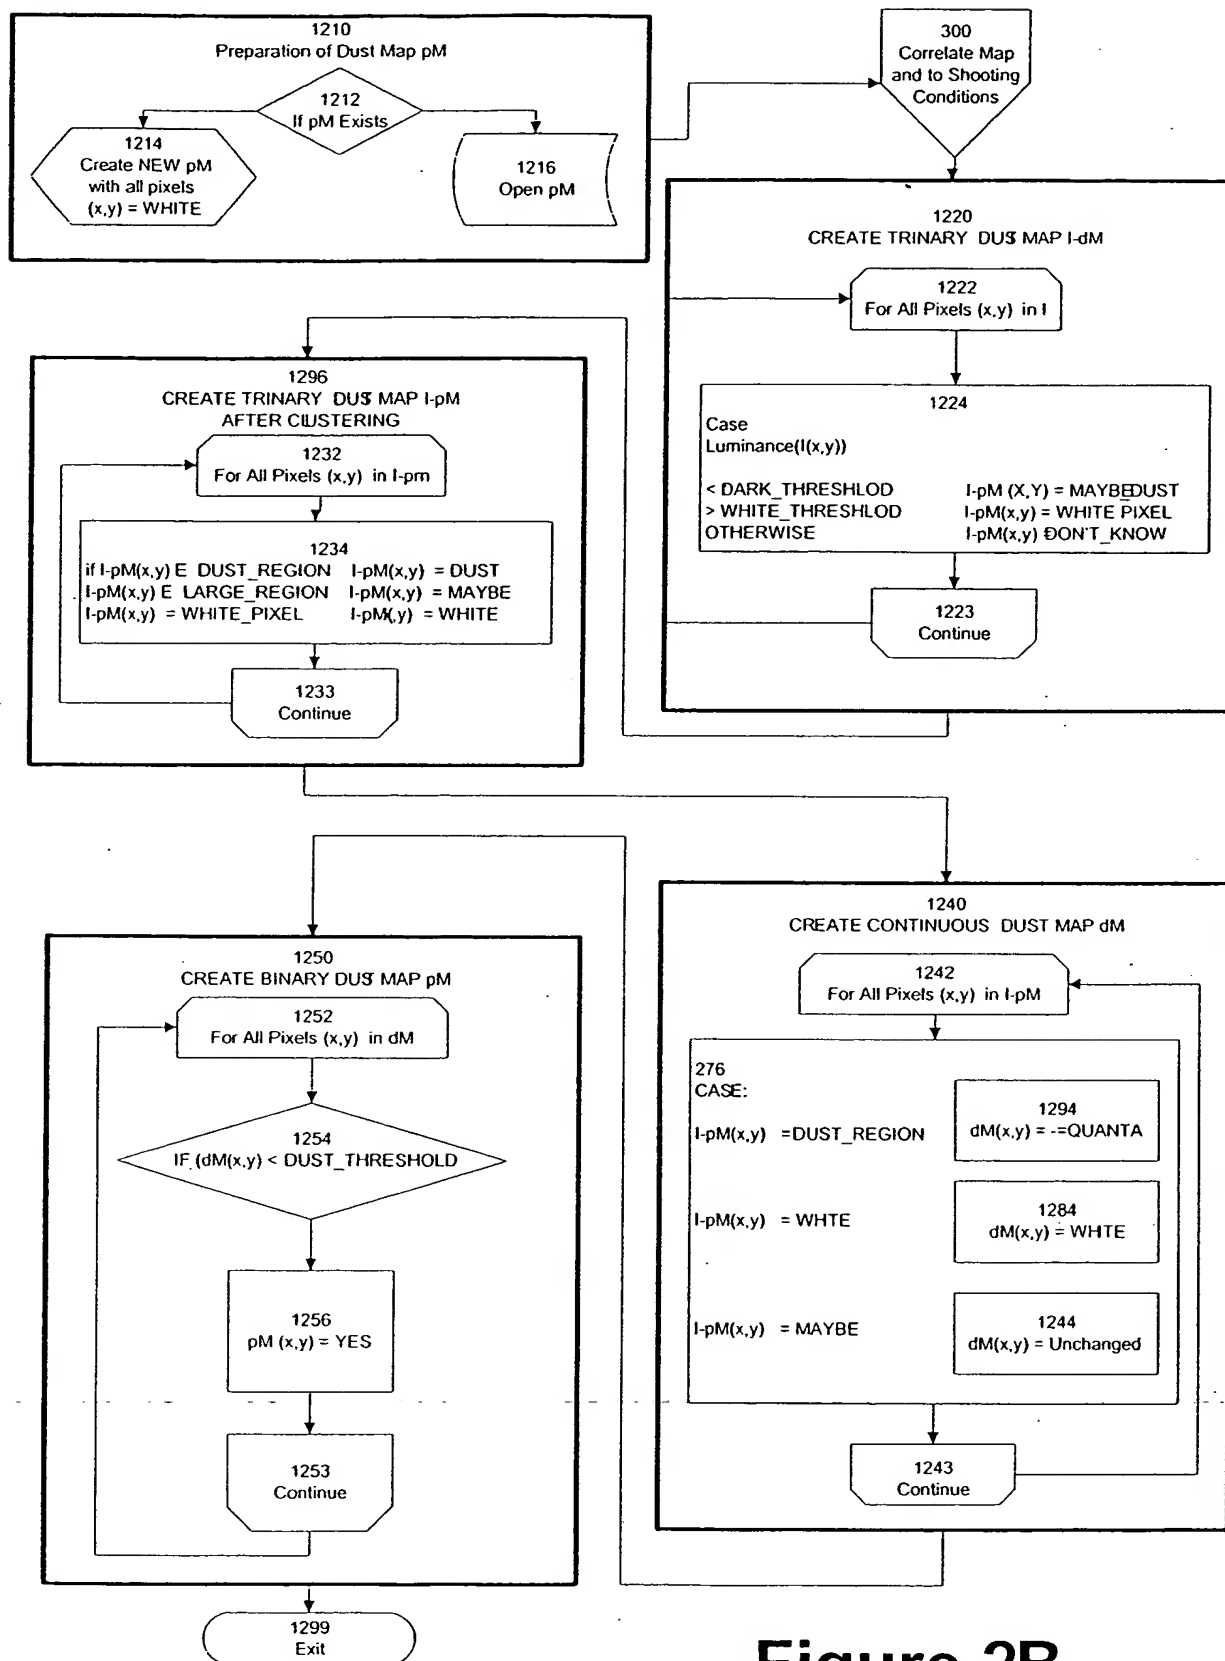 1210
Preparation of Dust Map pM
1212
If pM Exists
1214
Create NEW pM
with all pixels
(x,y) = WHITE
1216
Open pM
300
Correlate Map
and to Shooting
Conditions
1220
CREATE TRINARY DUST MAP I-dM
1222
For All Pixels (x,y) in I
1224
Case
Luminance(I(x,y))
< DARK_THRESHLOD I-pM (X,Y) = MAYBE_DUST
> WHITE_THRESHLOD I-pM(x,y) = WHITE PIXEL
OTHERWISE I-pM(x,y) DON'T_KNOW
1223
Continue
1296
CREATE TRINARY DUST MAP I-pM
AFTER CLUSTERING
1232
For All Pixels (x,y) in I-pm
1234
if I-pM(x,y) E DUST_REGION I-pM(x,y) = DUST
I-pM(x,y) E LARGE_REGION I-pM(x,y) = MAYBE
I-pM(x,y) = WHITE_PIXEL I-pM(,y) = WHITE
1233
Continue
1240
CREATE CONTINUOUS DUST MAP dM
1242
For All Pixels (x,y) in I-pM
276
CASE:
I-pM(x,y) =DUST_REGION
1294
dM(x,y) = -=QUANTA
I-pM(x,y) = WHTE
1284
dM(x,y) = WHITE
I-pM(x,y) = MAYBE
1244
dM(x,y) = Unchanged
1243
Continue
1250
CREATE BINARY DUST MAP pM
1252
For All Pixels (x,y) in dM
1254
IF (dM(x,y) < DUST_THRESHOLD
1256
pM (x,y) = YES
1253
Continue
1299
Exit
Figure 2B